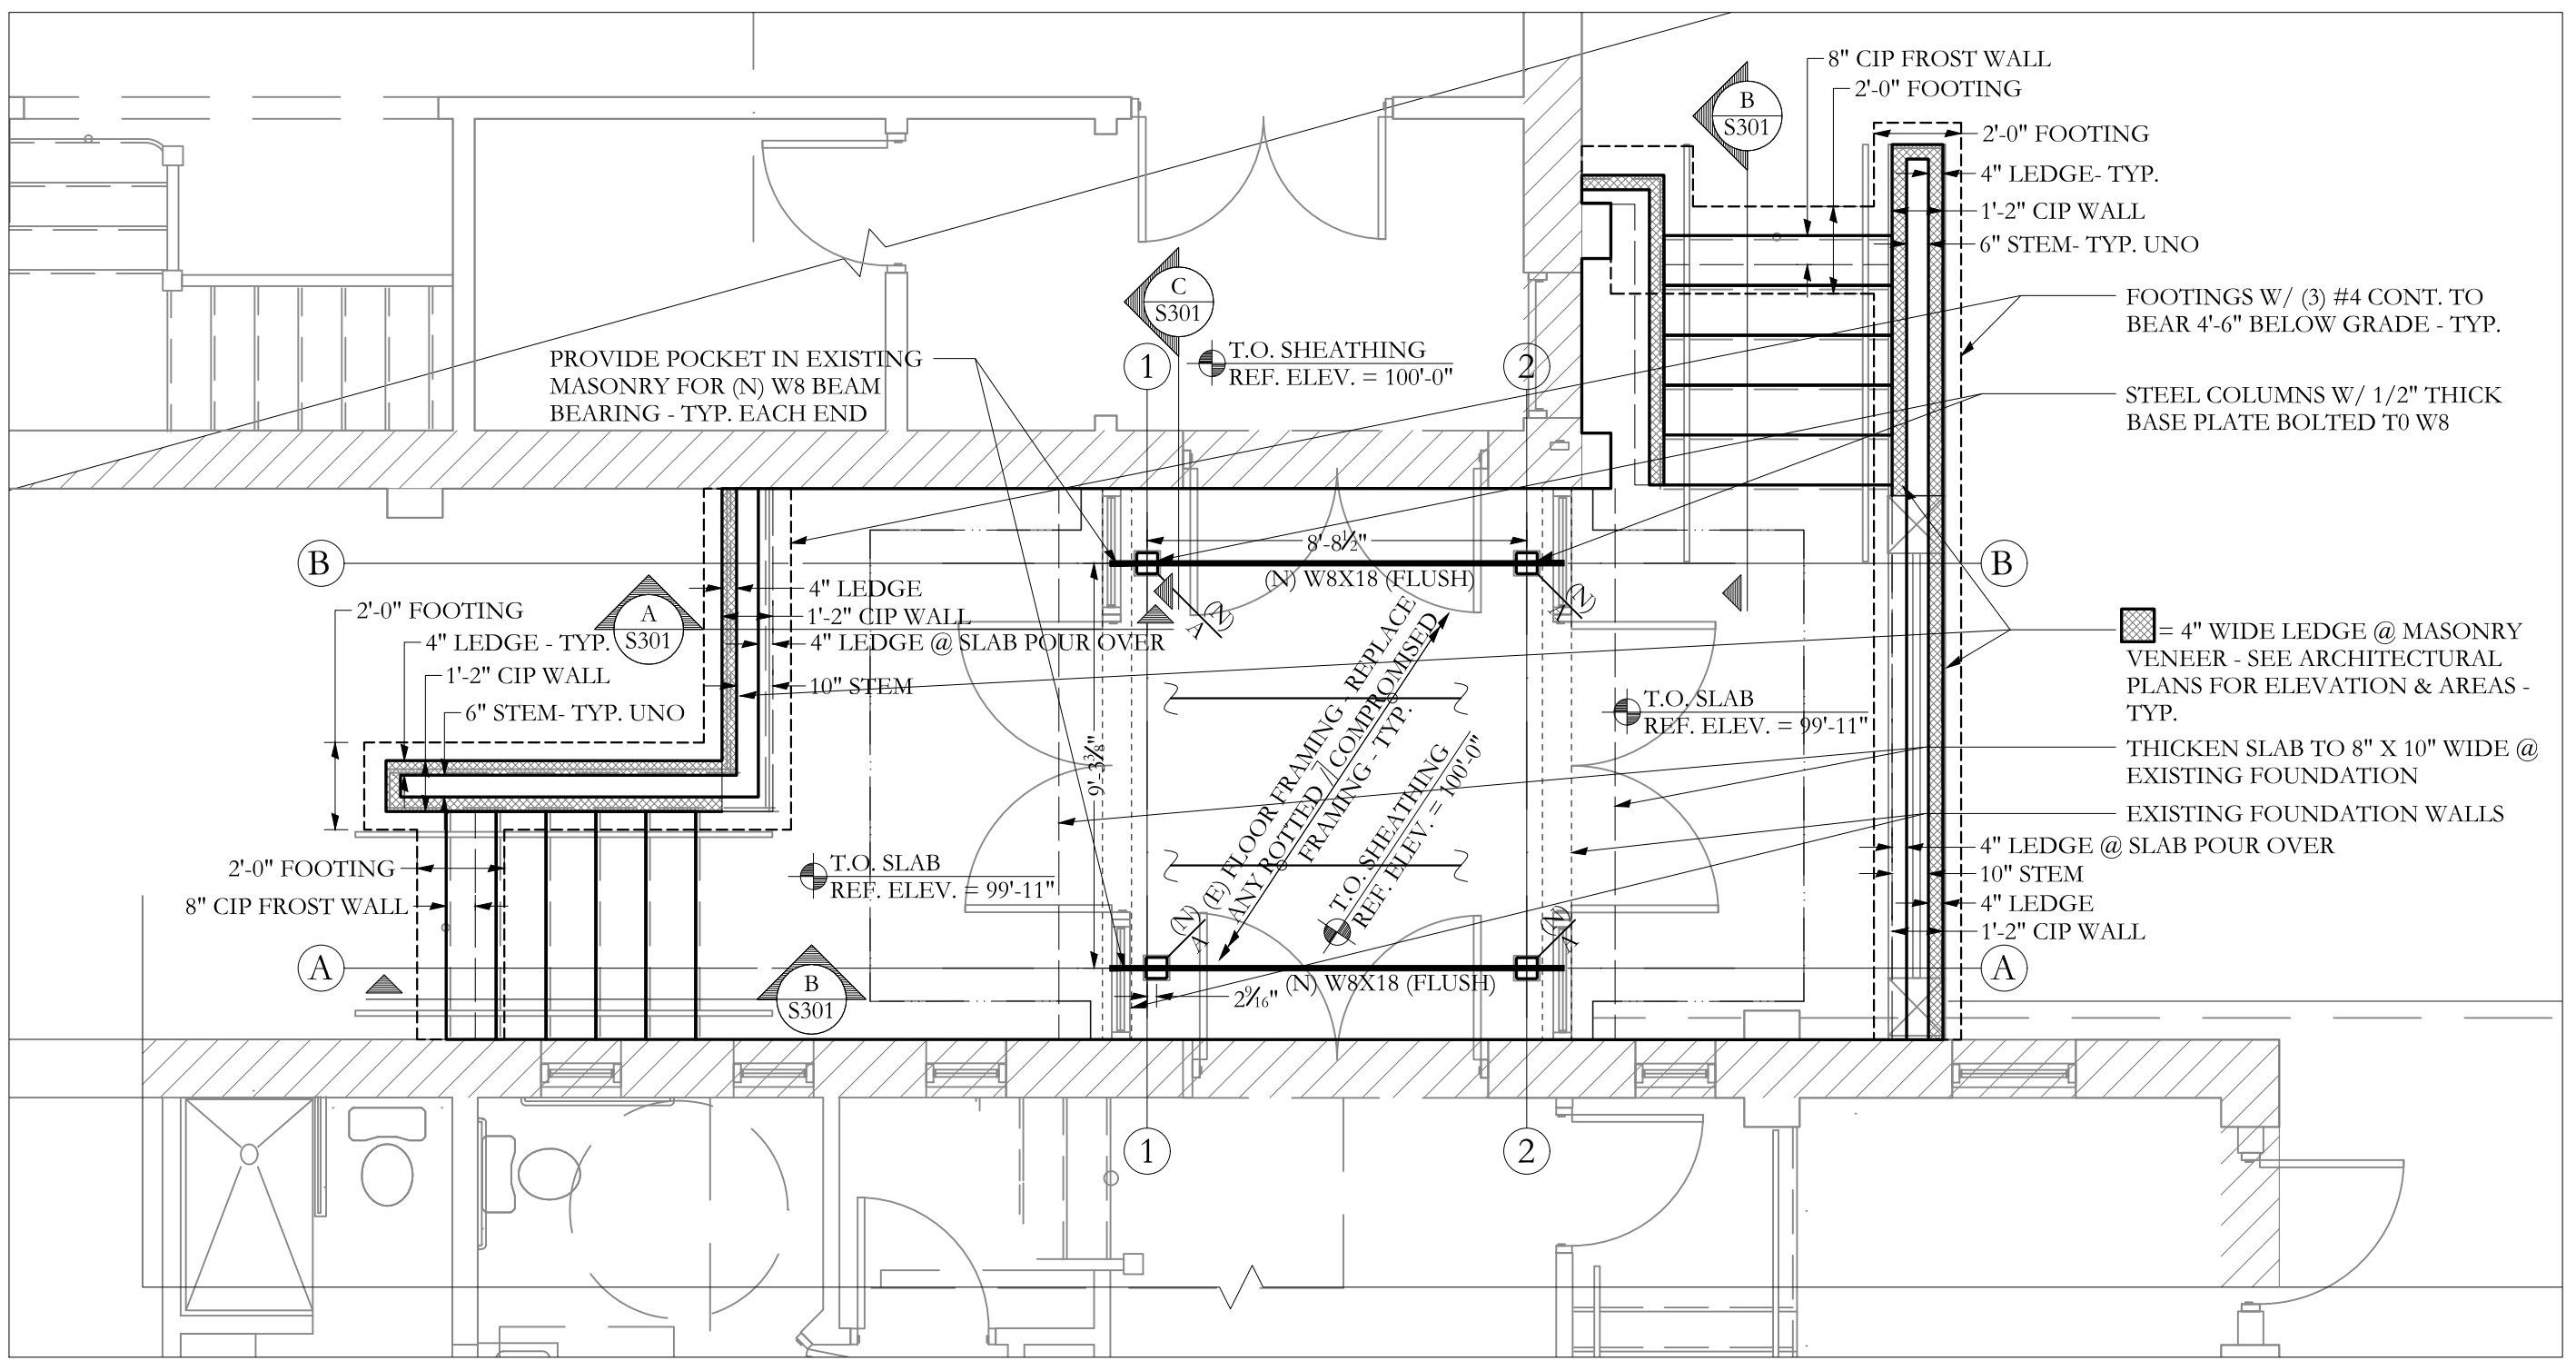 8" CIP FROST WALL
2'-0" FOOTING
B
S301
2'-0" FOOTING
4" LEDGE- TYP.
1'-2" CIP WALL
6" STEM- TYP. UNO
C
S301
FOOTINGS W/ (3) #4 CONT. TO
BEAR 4'-6" BELOW GRADE - TYP.
PROVIDE POCKET IN EXISTING
MASONRY FOR (N) W8 BEAM
BEARING - TYP. EACH END
1
T.O. SHEATHING
REF. ELEV. = 100'-0"
2
STEEL COLUMNS W/ 1/2" THICK
BASE PLATE BOLTED T0 W8
8'-8½"
B
(N) W8X18 (FLUSH)
B
4" LEDGE
2'-0" FOOTING
A
S301
1'-2" CIP WALL
(N)
A
(N)
A
4" LEDGE - TYP.
4" LEDGE @ SLAB POUR OVER
1'-2" CIP WALL
10" STEM
6" STEM- TYP. UNO
= 4" WIDE LEDGE @ MASONRY
VENEER - SEE ARCHITECTURAL
PLANS FOR ELEVATION & AREAS -
TYP.
T.O. SLAB
REF. ELEV. = 99'-11"
9'-3⅜"
(E) FLOOR FRAMING - REPLACE
ANY ROTTED / COMPROMISED
FRAMING - TYP.
T.O. SHEATHING
REF. ELEV. = 100'-0"
THICKEN SLAB TO 8" X 10" WIDE @
EXISTING FOUNDATION
EXISTING FOUNDATION WALLS
4" LEDGE @ SLAB POUR OVER
10" STEM
4" LEDGE
1'-2" CIP WALL
2'-0" FOOTING
T.O. SLAB
REF. ELEV. = 99'-11"
8" CIP FROST WALL
(N)
A
(N)
A
A
B
S301
2 9⁄16"
(N) W8X18 (FLUSH)
A
1
2